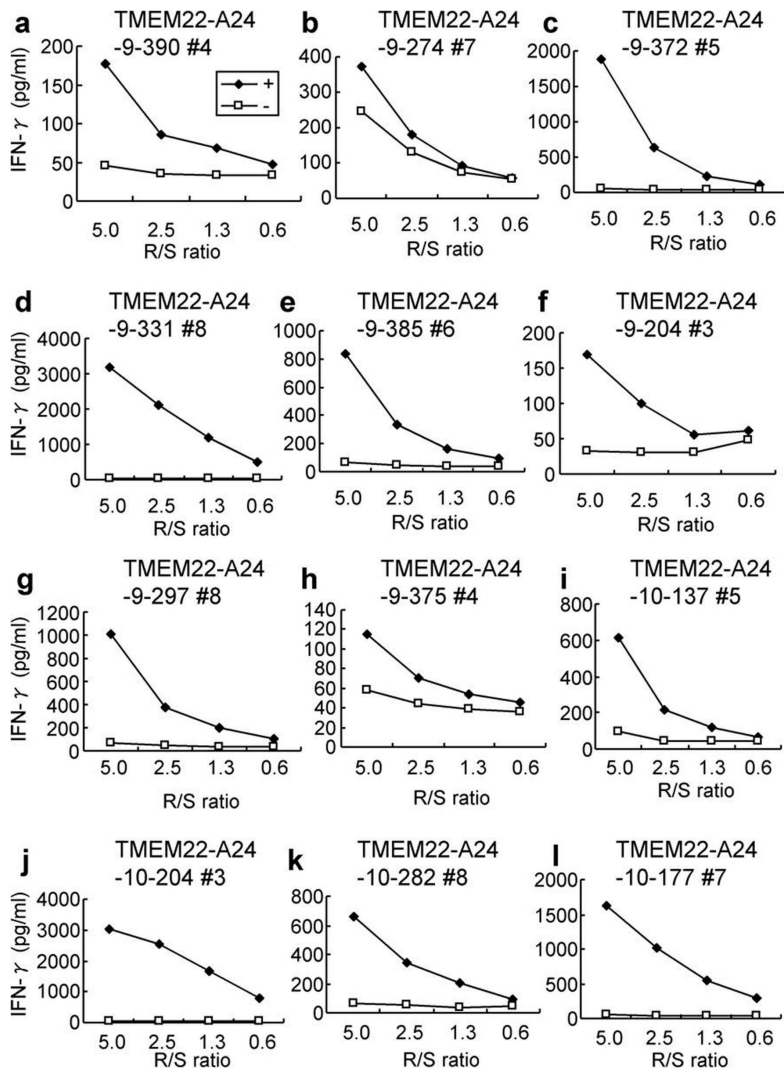 a
TMEM22-A24
-9-390 #4
IFN-γ (pg/ml)
200
150
100
50
0
+
-
5.0 2.5 1.3 0.6
R/S ratio
b
TMEM22-A24
-9-274 #7
400
300
200
100
0
5.0 2.5 1.3 0.6
R/S ratio
c
TMEM22-A24
-9-372 #5
2000
1500
1000
500
0
5.0 2.5 1.3 0.6
R/S ratio
d
TMEM22-A24
-9-331 #8
IFN-γ (pg/ml)
4000
3000
2000
1000
0
5.0 2.5 1.3 0.6
R/S ratio
e
TMEM22-A24
-9-385 #6
1000
800
600
400
200
0
5.0 2.5 1.3 0.6
R/S ratio
f
TMEM22-A24
-9-204 #3
200
150
100
50
0
5.0 2.5 1.3 0.6
R/S ratio
g
TMEM22-A24
-9-297 #8
IFN-γ (pg/ml)
1200
1000
800
600
400
200
0
5.0 2.5 1.3 0.6
R/S ratio
h
TMEM22-A24
-9-375 #4
140
120
100
80
60
40
20
0
5.0 2.5 1.3 0.6
R/S ratio
i
TMEM22-A24
-10-137 #5
800
600
400
200
0
5.0 2.5 1.3 0.6
R/S ratio
j
TMEM22-A24
-10-204 #3
IFN-γ (pg/ml)
4000
3000
2000
1000
0
5.0 2.5 1.3 0.6
R/S ratio
k
TMEM22-A24
-10-282 #8
800
600
400
200
0
5.0 2.5 1.3 0.6
R/S ratio
l
TMEM22-A24
-10-177 #7
2000
1500
1000
500
0
5.0 2.5 1.3 0.6
R/S ratio